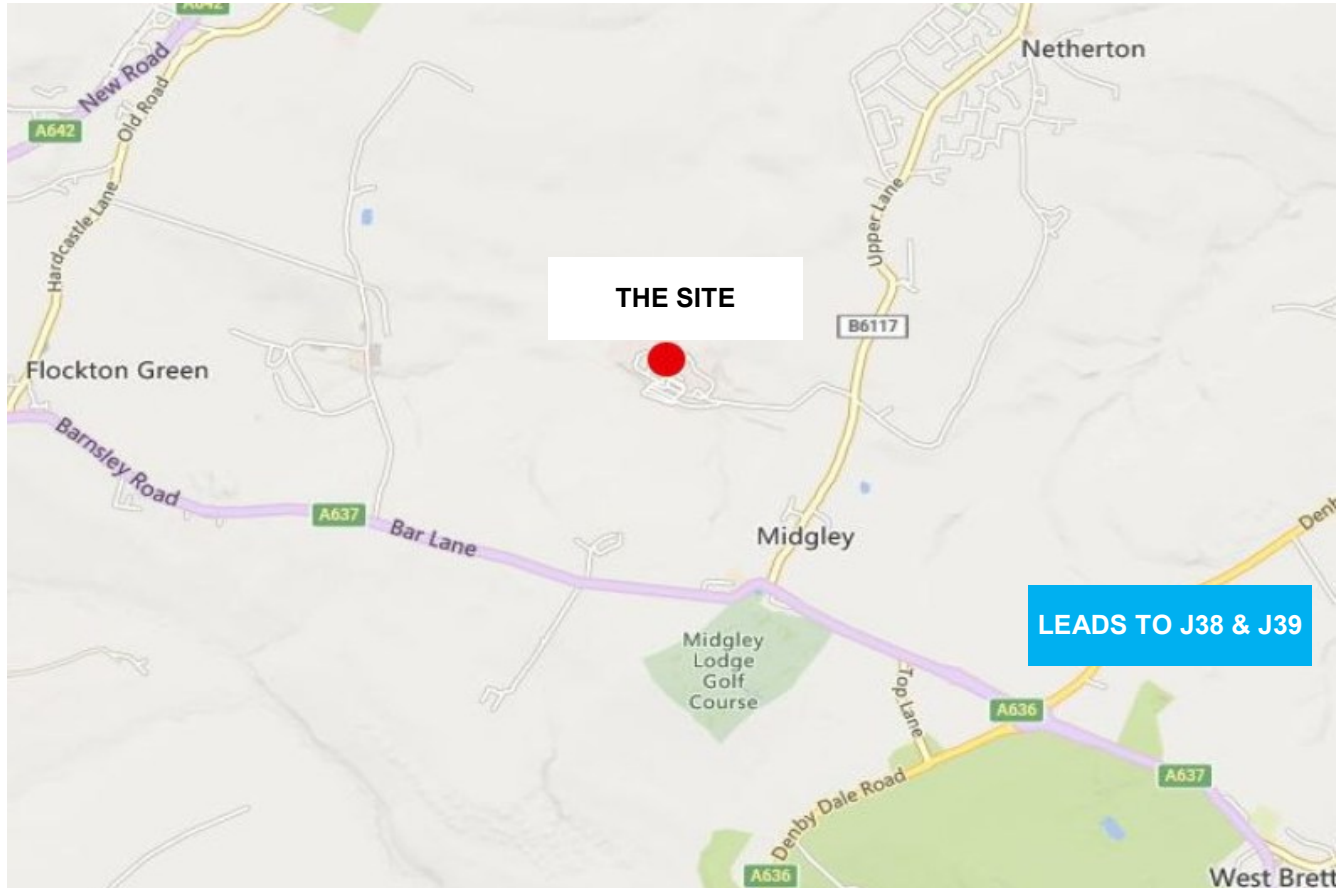 A642
Netherton
New Road
Old Road
A642
Hardcastle Lane
Upper Lane
THE SITE
B6117
Flockton Green
Barnsley Road
A637
Bar Lane
Midgley
Denb
LEADS TO J38 & J39
Midgley
Lodge
Golf
Course
Top Lane
A636
A637
Denby Dale Road
A636
West Brett